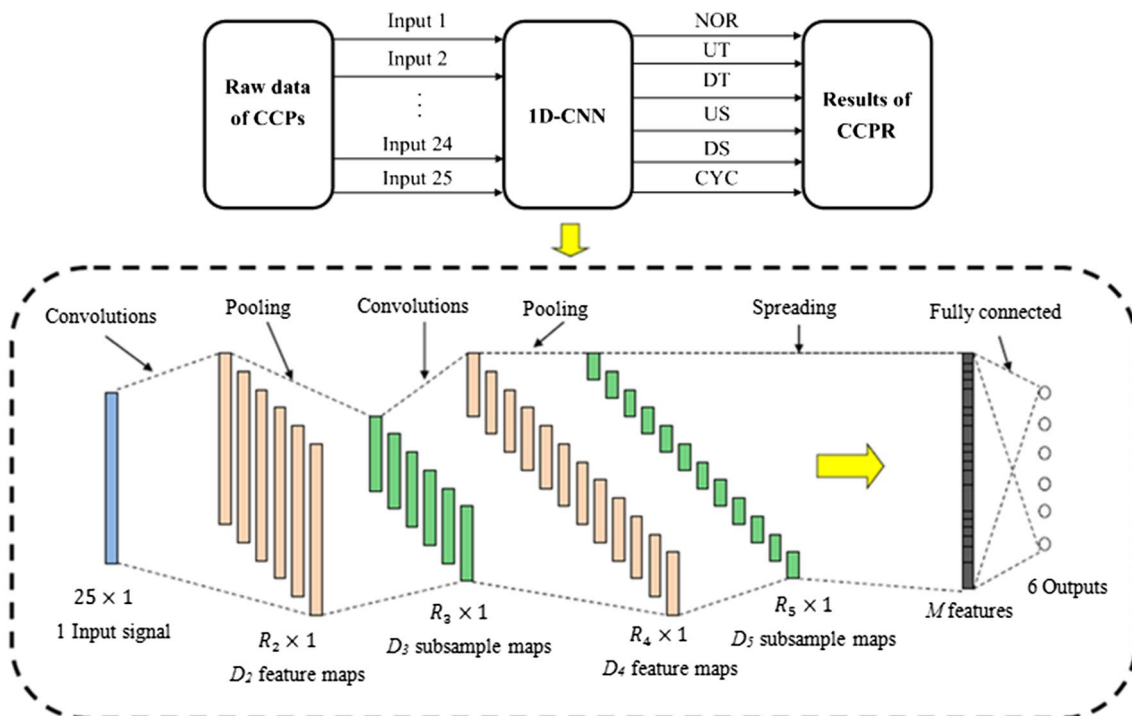 Raw data
of CCPs
Input 1
Input 2
⋮
Input 24
Input 25
1D-CNN
NOR
UT
DT
US
DS
CYC
Results of
CCPR
Convolutions
Pooling
Convolutions
Pooling
Spreading
Fully connected
25 × 1
1 Input signal
R₂ × 1
D₂ feature maps
R₃ × 1
D₃ subsample maps
R₄ × 1
D₄ feature maps
R₅ × 1
D₅ subsample maps
M features
6 Outputs